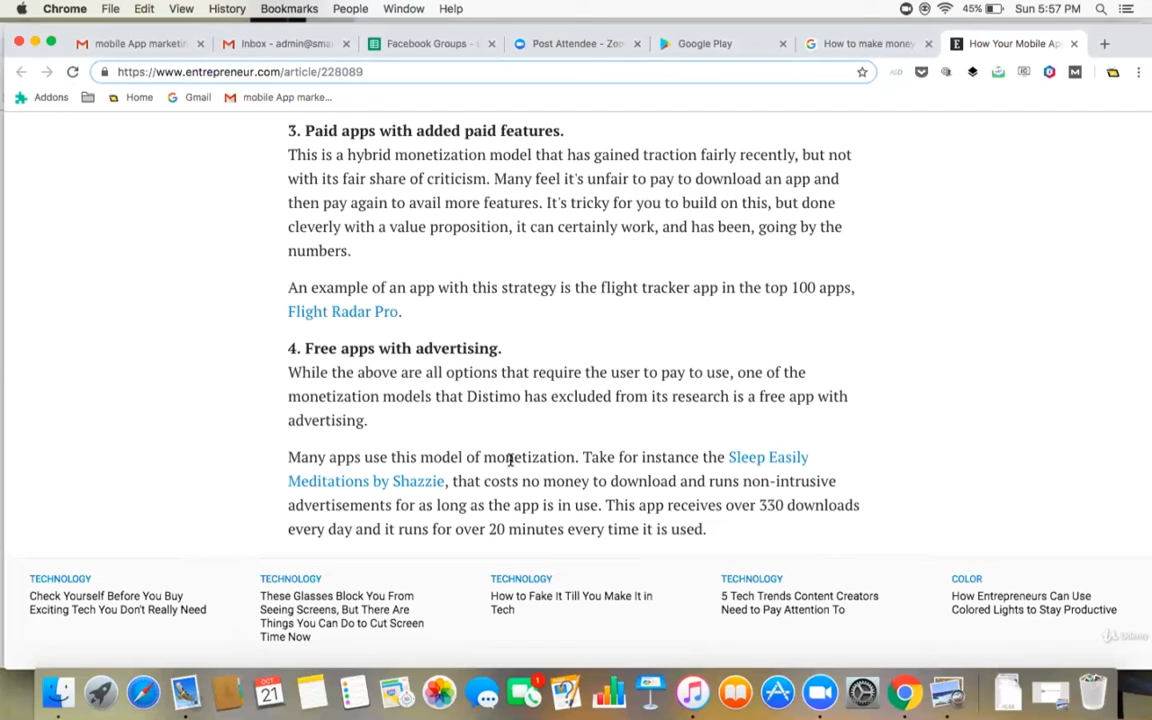 Chrome File Edit View History Bookmarks People Window Help 45% Sun 5:57 PM
mobile App marketin Inbox - admin@sma Facebook Groups - Post Attendee - Zoo Google Play How to make money How Your Mobile Ap
https://www.entrepreneur.com/article/228089
Addons Home Gmail mobile App marke...
3. Paid apps with added paid features.
This is a hybrid monetization model that has gained traction fairly recently, but not
with its fair share of criticism. Many feel it's unfair to pay to download an app and
then pay again to avail more features. It's tricky for you to build on this, but done
cleverly with a value proposition, it can certainly work, and has been, going by the
numbers.
An example of an app with this strategy is the flight tracker app in the top 100 apps,
Flight Radar Pro.
4. Free apps with advertising.
While the above are all options that require the user to pay to use, one of the
monetization models that Distimo has excluded from its research is a free app with
advertising.
Many apps use this model of monetization. Take for instance the Sleep Easily
Meditations by Shazzie, that costs no money to download and runs non-intrusive
advertisements for as long as the app is in use. This app receives over 330 downloads
every day and it runs for over 20 minutes every time it is used.
TECHNOLOGY TECHNOLOGY TECHNOLOGY TECHNOLOGY COLOR
Check Yourself Before You Buy These Glasses Block You From How to Fake It Till You Make It in 5 Tech Trends Content Creators How Entrepreneurs Can Use
Exciting Tech You Don't Really Need Seeing Screens, But There Are Tech Need to Pay Attention To Colored Lights to Stay Productive
Things You Can Do to Cut Screen
Time Now
Udemy
OCT
21
1